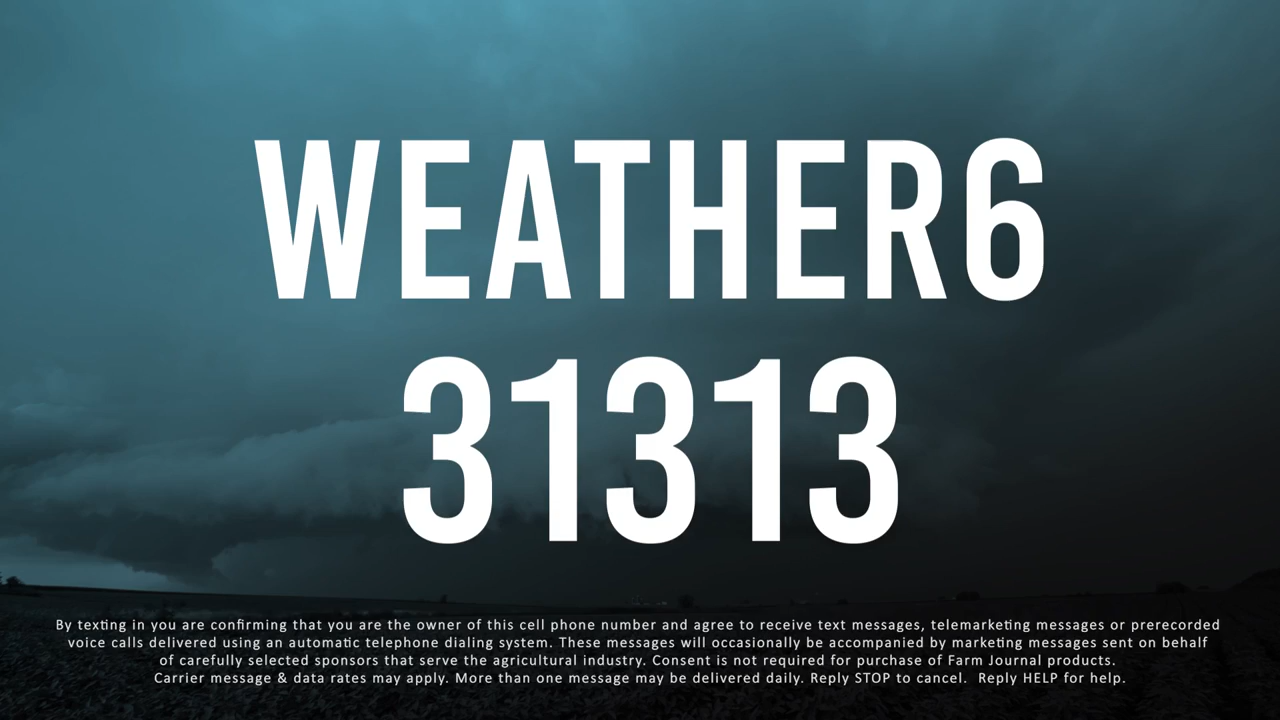 WEATHER6
31313
By texting in you are confirming that you are the owner of this cell phone number and agree to receive text messages, telemarketing messages or prerecorded
voice calls delivered using an automatic telephone dialing system. These messages will occasionally be accompanied by marketing messages sent on behalf
of carefully selected sponsors that serve the agricultural industry. Consent is not required for purchase of Farm Journal products.
Carrier message & data rates may apply. More than one message may be delivered daily. Reply STOP to cancel. Reply HELP for help.